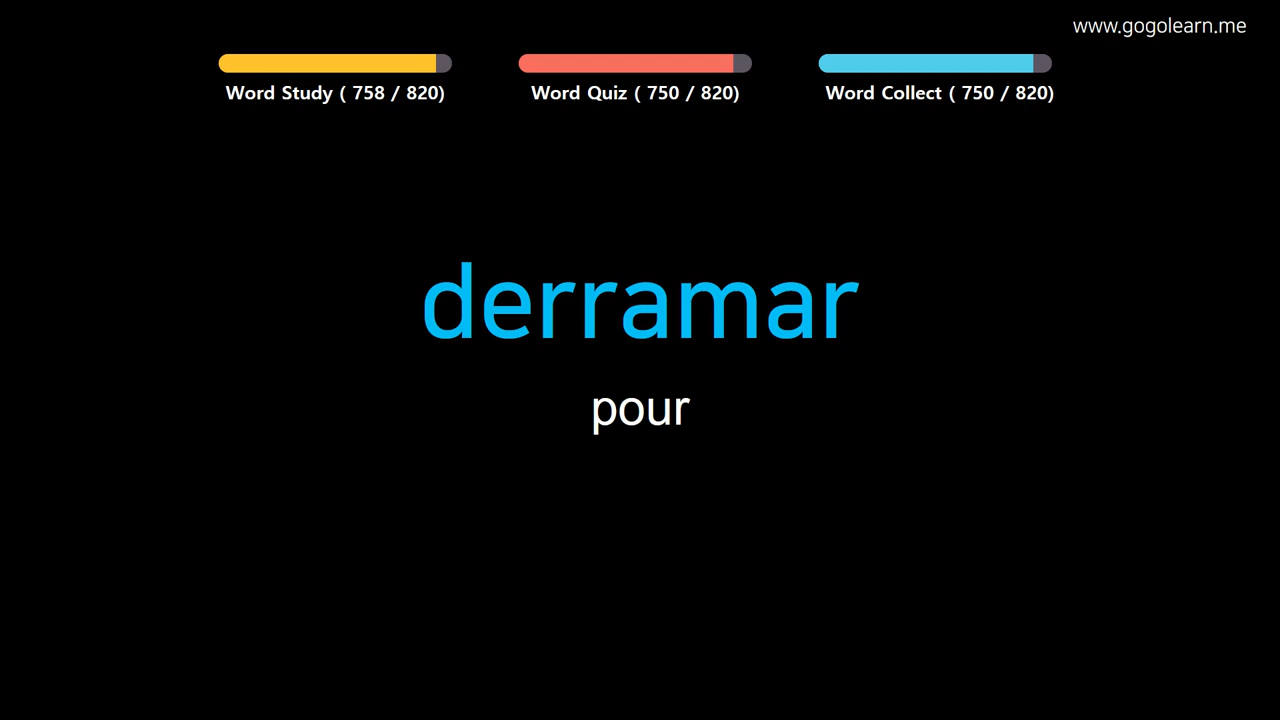 www.gogolearn.me
Word Study ( 758 / 820)
Word Quiz ( 750 / 820)
Word Collect ( 750 / 820)
derramar
pour